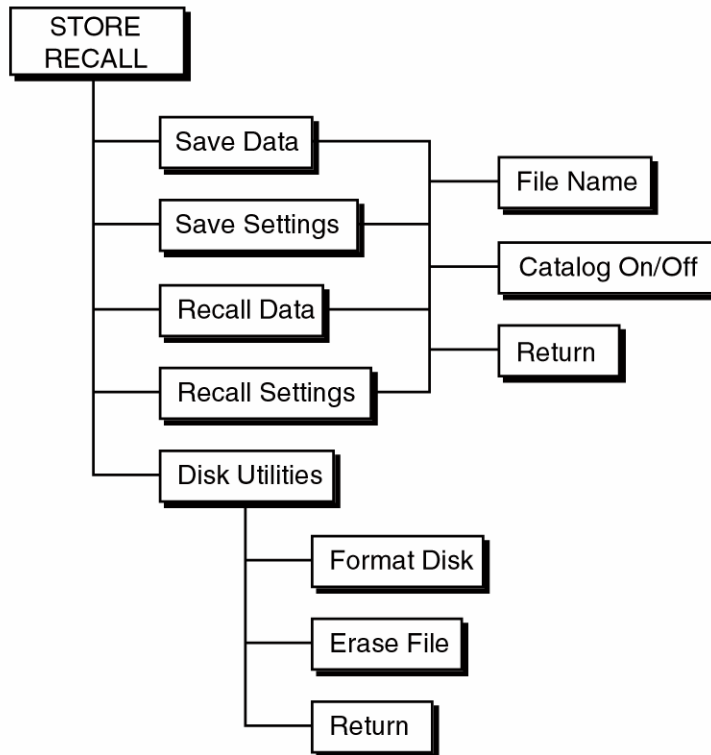 STORE
RECALL
Save Data
File Name
Save Settings
Catalog On/Off
Recall Data
Return
Recall Settings
Disk Utilities
Format Disk
Erase File
Return